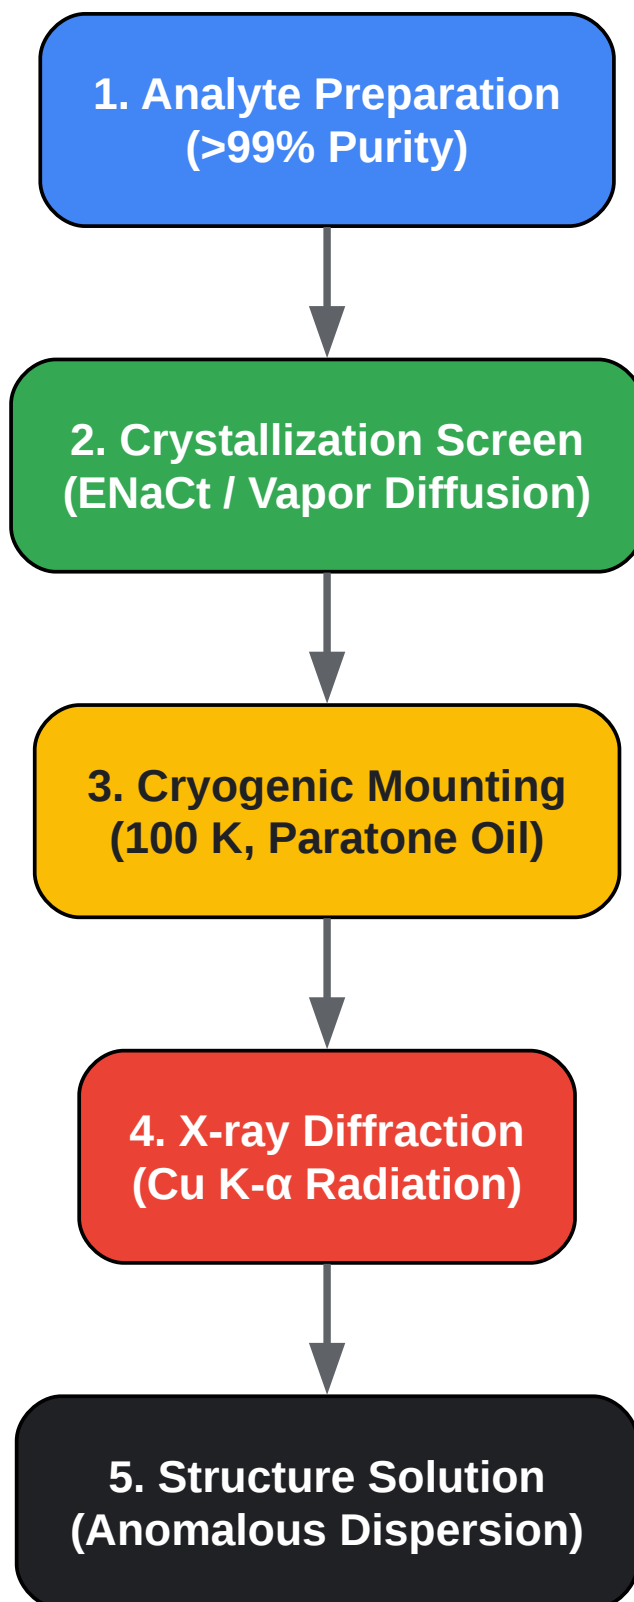 1. Analyte Preparation
(>99% Purity)
2. Crystallization Screen
(ENaCt / Vapor Diffusion)
3. Cryogenic Mounting
(100 K, Paratone Oil)
4. X-ray Diffraction
(Cu K-α Radiation)
5. Structure Solution
(Anomalous Dispersion)